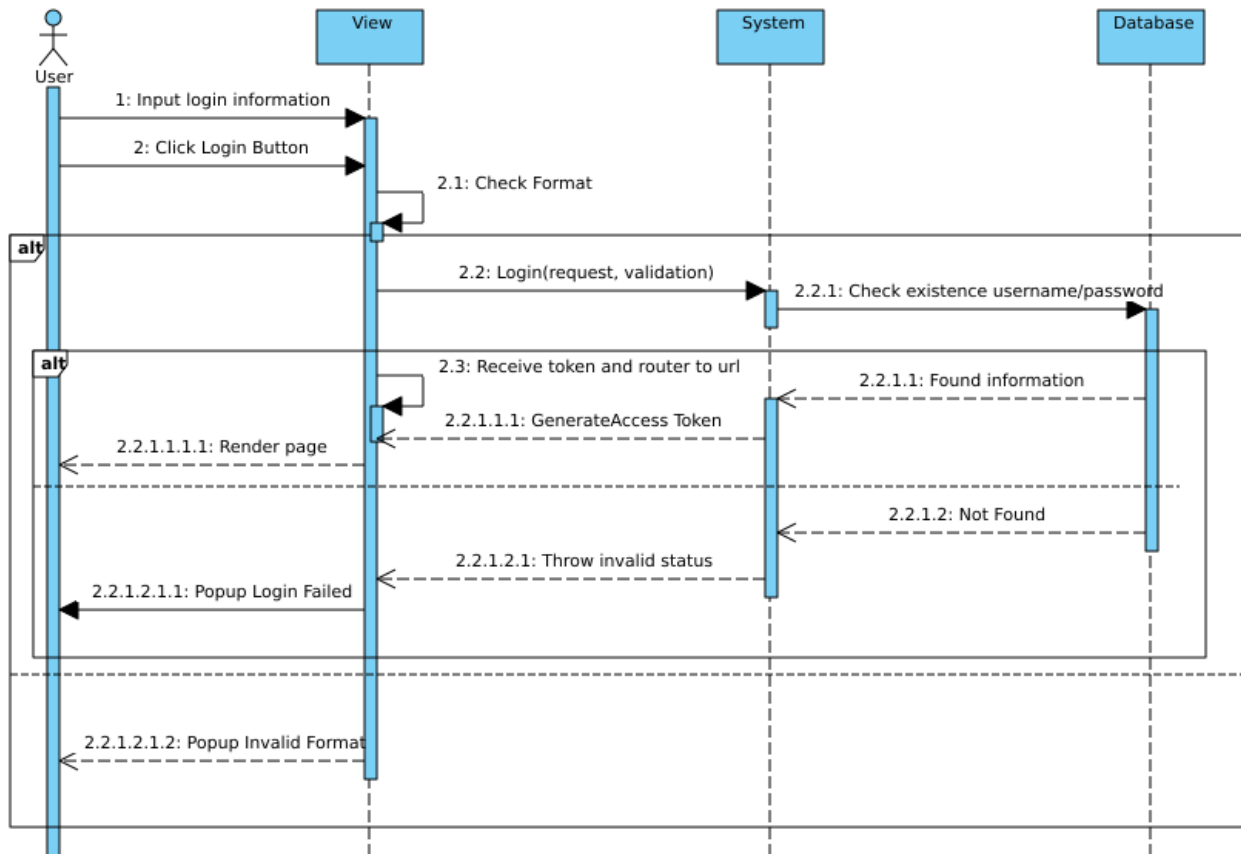 View
System
Database
User
1: Input login information
2: Click Login Button
2.1: Check Format
alt
2.2: Login(request, validation)
2.2.1: Check existence username/password
alt
2.3: Receive token and router to url
2.2.1.1: Found information
2.2.1.1.1: GenerateAccess Token
2.2.1.1.1.1: Render page
2.2.1.2: Not Found
2.2.1.2.1: Throw invalid status
2.2.1.2.1.1: Popup Login Failed
2.2.1.2.1.2: Popup Invalid Format